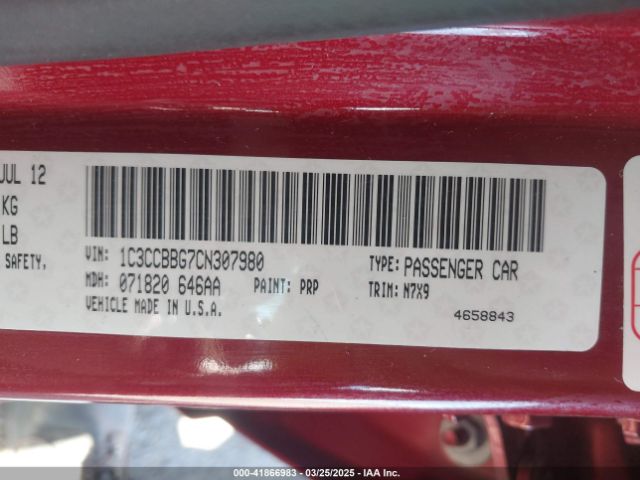 JUL 12
KG
LB
SAFETY,
VIN: 1C3CCBBG7CN307980
TYPE: PASSENGER CAR
MDH: 071820 646AA
PAINT: PRP
TRIM: N7X9
VEHICLE MADE IN U.S.A.
4658843
000-41866983 - 03/25/2025 - IAA Inc.